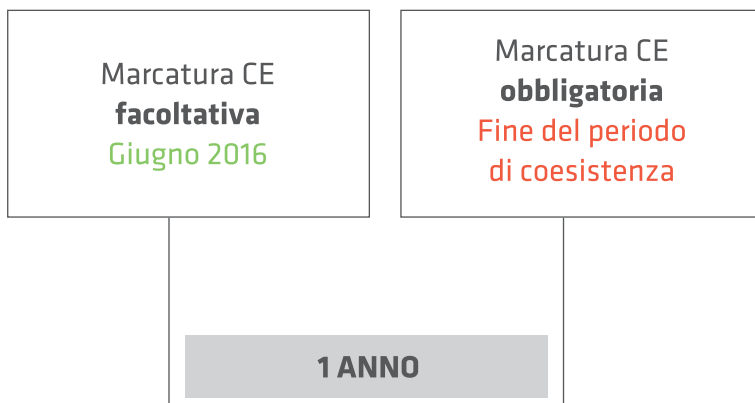 Marcatura CE
facoltativa
Giugno 2016
Marcatura CE
obbligatoria
Fine del periodo
di coesistenza
1 ANNO